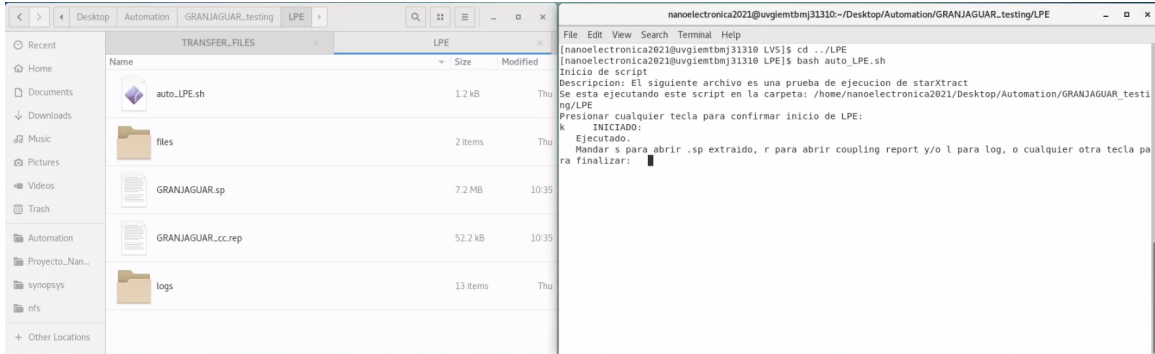 Desktop Automation GRANJAGUAR_testing LPE
TRANSFER_FILES LPE
Name Size Modified
Recent
Home
Documents
Downloads
Music
Pictures
Videos
Trash
Automation
Proyecto_Nan...
synopsys
nfs
+ Other Locations
auto_LPE.sh 1.2 kB Thu
files 2 items Thu
GRANJAGUAR.sp 7.2 MB 10:35
GRANJAGUAR_cc.rep 52.2 kB 10:35
logs 13 items Thu
nanoelectronica2021@uvgiemtbmj31310:~/Desktop/Automation/GRANJAGUAR_testing/LPE
File Edit View Search Terminal Help
[nanoelectronica2021@uvgiemtbmj31310 LVS]$ cd ../LPE
[nanoelectronica2021@uvgiemtbmj31310 LPE]$ bash auto_LPE.sh
Inicio de script
Descripcion: El siguiente archivo es una prueba de ejecucion de starXtract
Se esta ejecutando este script en la carpeta: /home/nanoelectronica2021/Desktop/Automation/GRANJAGUAR_testi
ng/LPE
Presionar cualquier tecla para confirmar inicio de LPE:
k INICIADO:
Ejecutado.
Mandar s para abrir .sp extraido, r para abrir coupling report y/o l para log, o cualquier otra tecla pa
ra finalizar: